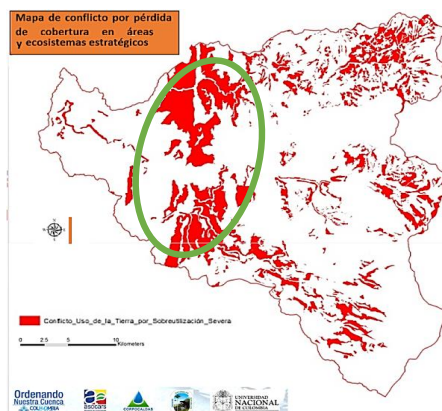 Mapa de conflicto por pérdida
de cobertura en áreas
y ecosistemas estratégicos
Conflicto_Uso_de_la_Tierra_por_Sobreutilización_Severa
0 2.5 5 10
Kilometers
Ordenando
Nuestra Cuenca
COLOMBIA
asocars
CORPOCALDAS
UNIVERSIDAD
NACIONAL
DE COLOMBIA